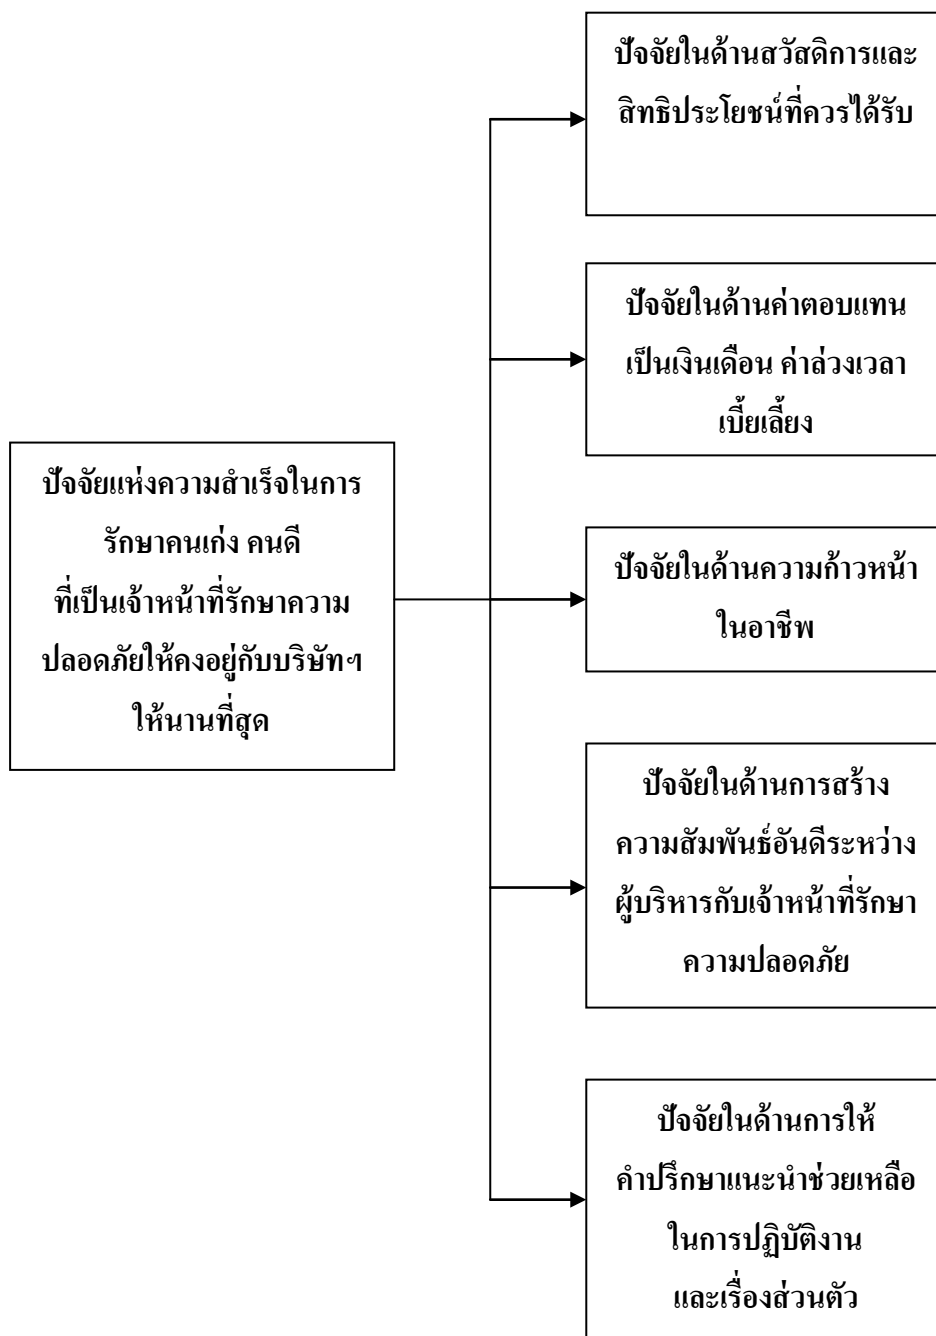 ปัจจัยในด้านสวัสดิการและ
สิทธิประโยชน์ที่ควรได้รับ
ปัจจัยในด้านค่าตอบแทน
เป็นเงินเดือน ค่าล่วงเวลา
เบี้ยเลี้ยง
ปัจจัยแห่งความสำเร็จในการ
รักษาคนเก่ง คนดี
ที่เป็นเจ้าหน้าที่รักษาความ
ปลอดภัยให้คงอยู่กับบริษัทฯ
ให้นานที่สุด
ปัจจัยในด้านความก้าวหน้า
ในอาชีพ
ปัจจัยในด้านการสร้าง
ความสัมพันธ์อันดีระหว่าง
ผู้บริหารกับเจ้าหน้าที่รักษา
ความปลอดภัย
ปัจจัยในด้านการให้
คำปรึกษาแนะนำช่วยเหลือ
ในการปฏิบัติงาน
และเรื่องส่วนตัว